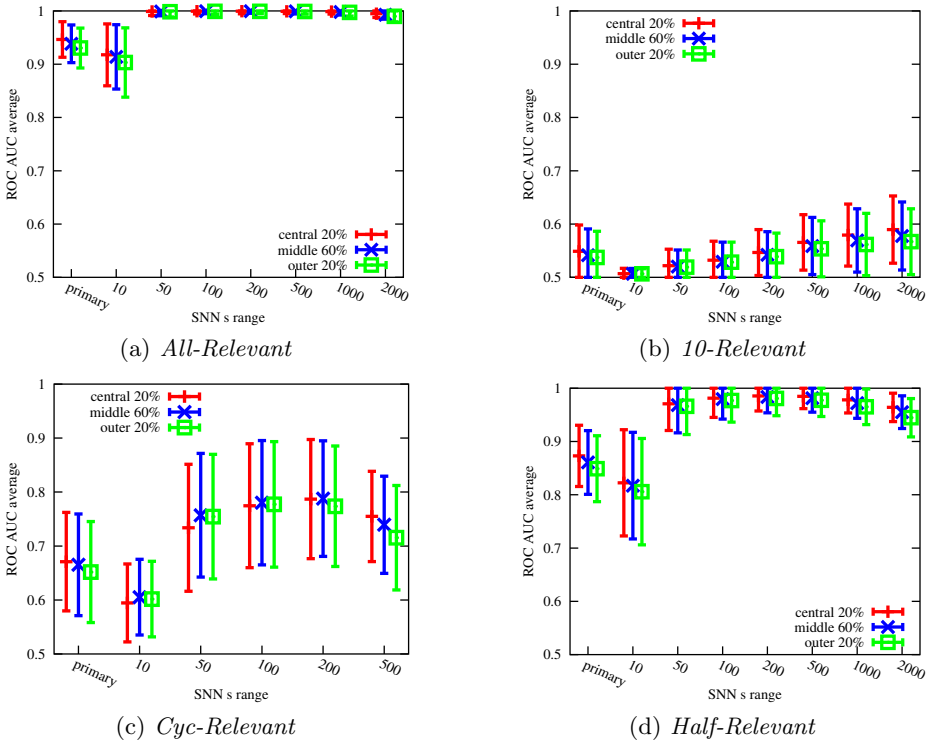 1
0.9
0.8
0.7
0.6
0.5
ROC AUC average
central 20%
middle 60%
outer 20%
primary 10 50 100 200 500 1000 2000
SNN s range
(a) All-Relevant
1
0.9
0.8
0.7
0.6
0.5
ROC AUC average
central 20%
middle 60%
outer 20%
primary 10 50 100 200 500 1000 2000
SNN s range
(b) 10-Relevant
1
0.9
0.8
0.7
0.6
0.5
ROC AUC average
central 20%
middle 60%
outer 20%
primary 10 50 100 200 500
SNN s range
(c) Cyc-Relevant
1
0.9
0.8
0.7
0.6
0.5
ROC AUC average
central 20%
middle 60%
outer 20%
primary 10 50 100 200 500 1000 2000
SNN s range
(d) Half-Relevant